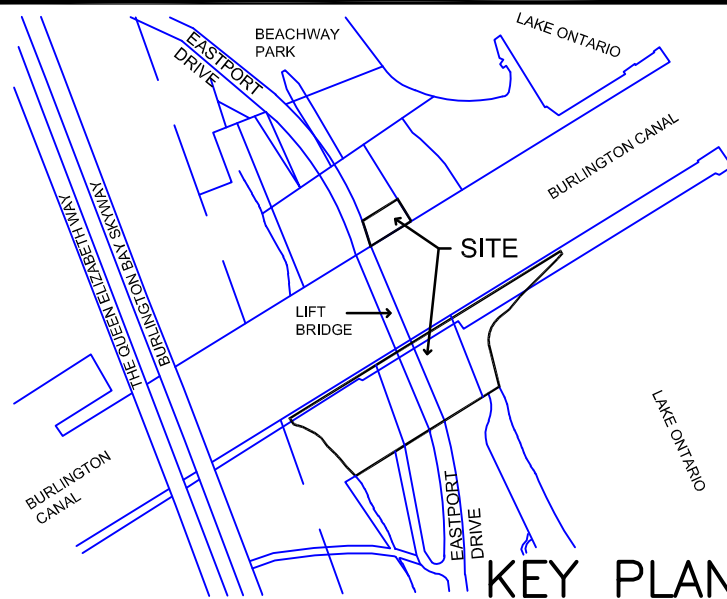 EASTPORT
DRIVE
BEACHWAY
PARK
LAKE ONTARIO
BURLINGTON CANAL
THE QUEEN ELIZABETH WAY
BURLINGTON BAY SKYWAY
SITE
LIFT
BRIDGE
LAKE ONTARIO
BURLINGTON
CANAL
EASTPORT
DRIVE
KEY PLAN